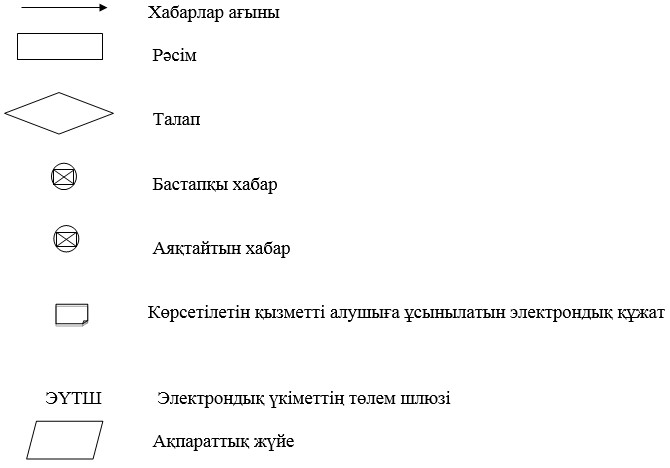 Хабарлар ағыны
Рәсім
Талап
Бастапқы хабар
Аяқтайтын хабар
Көрсетілетін қызметті алушыға ұсынылатын электрондық құжат
ЭҮТШ Электрондық үкіметтің төлем шлюзі
Ақпараттық жүйе